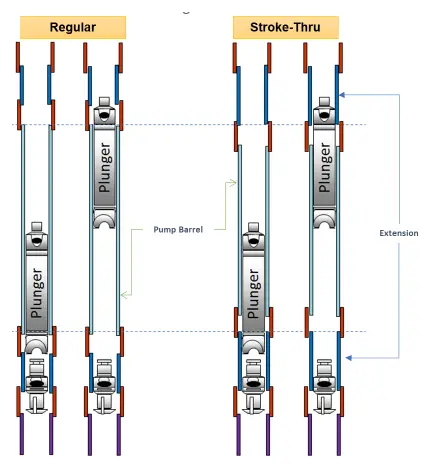 Regular
Stroke-Thru
Plunger
Plunger
Plunger
Plunger
Pump Barrel
Extension